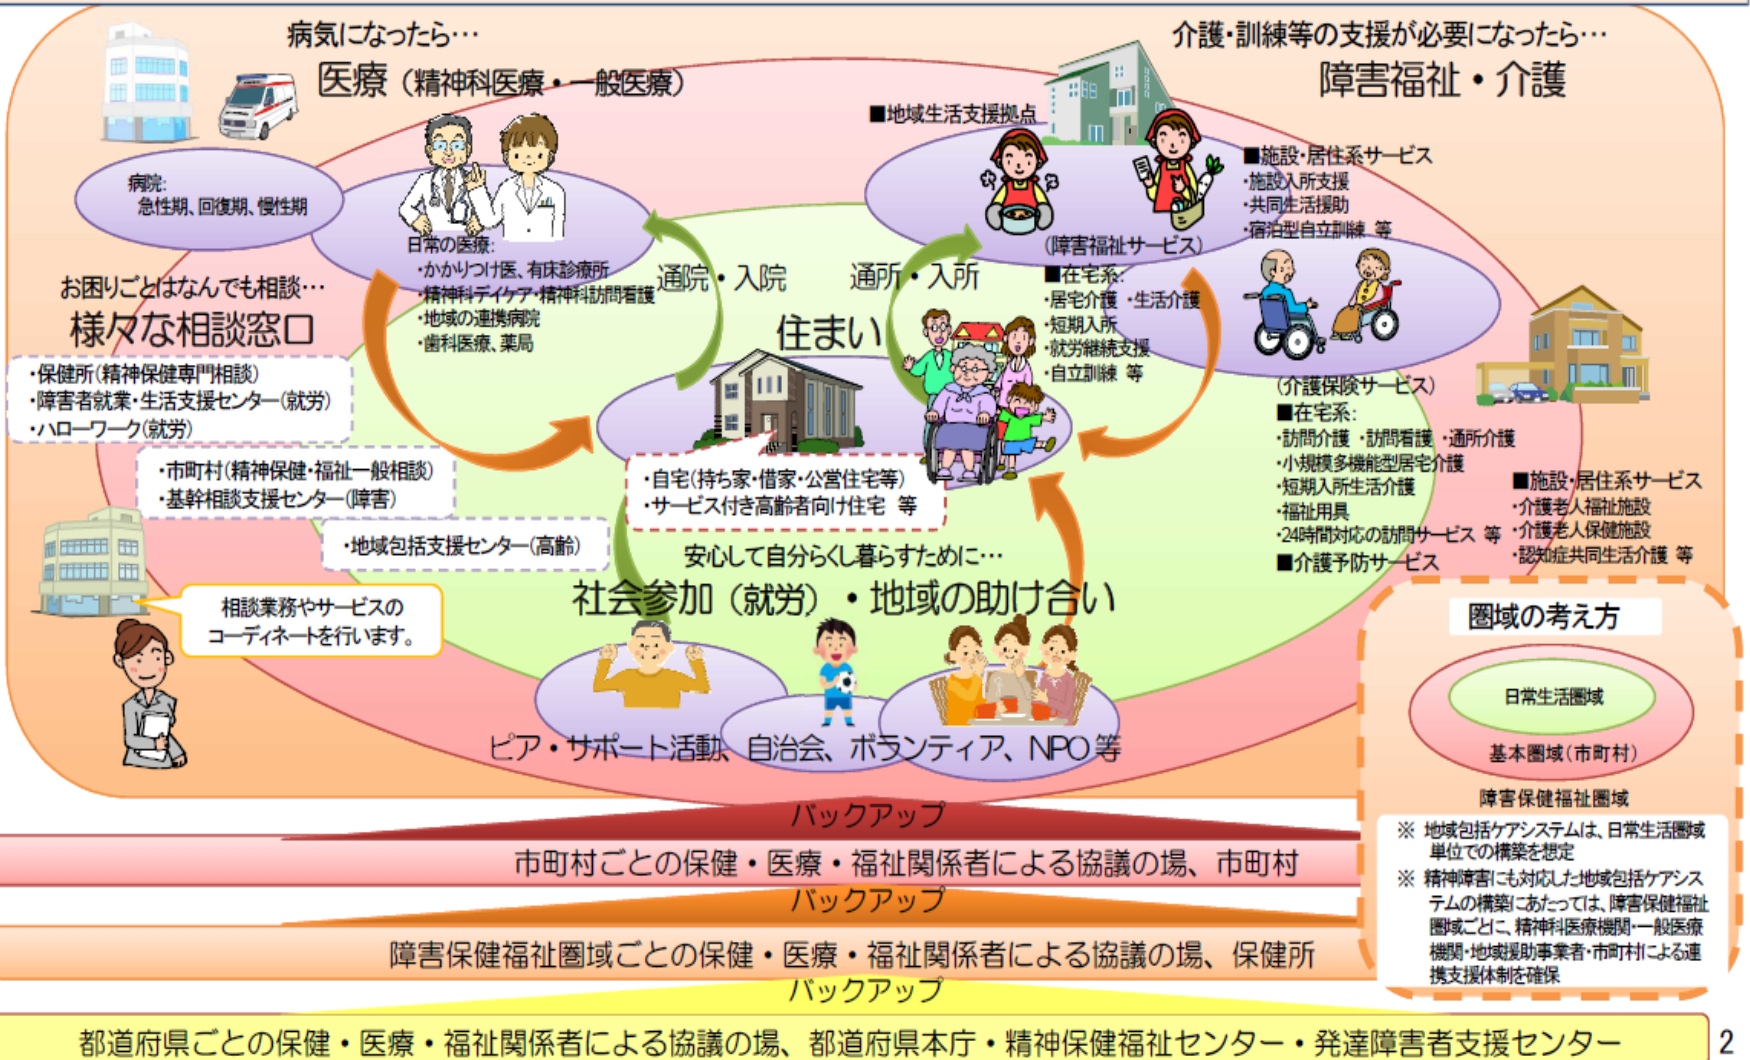 病気になったら…
医療（精神科医療・一般医療）
病院:
急性期、回復期、慢性期
日常の医療:
・かかりつけ医、有床診療所
・精神科デイケア・精神科訪問看護
・地域の連携病院
・歯科医療、薬局
通院・入院
介護・訓練等の支援が必要になったら…
障害福祉・介護
■地域生活支援拠点
■施設・居住系サービス
・施設入所支援
・共同生活援助
・宿泊型自立訓練 等
(障害福祉サービス)
■在宅系:
・居宅介護 ・生活介護
・短期入所
・就労継続支援
・自立訓練 等
通所・入所
(介護保険サービス)
■在宅系:
・訪問介護 ・訪問看護 ・通所介護
・小規模多機能型居宅介護
・短期入所生活介護
・福祉用具
・24時間対応の訪問サービス 等
■介護予防サービス
■施設・居住系サービス
・介護老人福祉施設
・介護老人保健施設
・認知症共同生活介護 等
お困りごとはなんでも相談…
様々な相談窓口
・保健所(精神保健専門相談)
・障害者就業・生活支援センター(就労)
・ハローワーク(就労)
・市町村(精神保健・福祉一般相談)
・基幹相談支援センター(障害)
・地域包括支援センター(高齢)
相談業務やサービスの
コーディネートを行います。
住まい
・自宅(持ち家・借家・公営住宅等)
・サービス付き高齢者向け住宅 等
安心して自分らしく暮らすために…
社会参加（就労）・地域の助け合い
ピア・サポート活動、自治会、ボランティア、NPO 等
圏域の考え方
日常生活圏域
基本圏域(市町村)
障害保健福祉圏域
※ 地域包括ケアシステムは、日常生活圏域
単位での構築を想定
※ 精神障害にも対応した地域包括ケアシス
テムの構築にあたっては、障害保健福祉
圏域ごとに、精神科医療機関・一般医療
機関・地域援助事業者・市町村による連
携支援体制を確保
バックアップ
市町村ごとの保健・医療・福祉関係者による協議の場、市町村
バックアップ
障害保健福祉圏域ごとの保健・医療・福祉関係者による協議の場、保健所
バックアップ
都道府県ごとの保健・医療・福祉関係者による協議の場、都道府県本庁・精神保健福祉センター・発達障害者支援センター
2